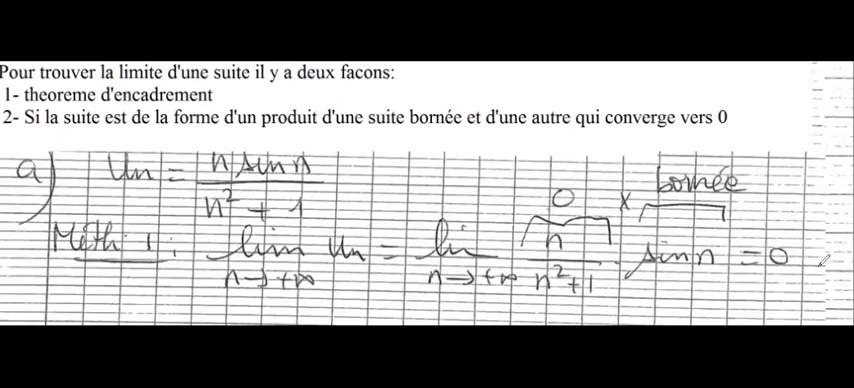 Pour trouver la limite d'une suite il y a deux facons:
1- theoreme d'encadrement
2- Si la suite est de la forme d'un produit d'une suite bornée et d'une autre qui converge vers 0
a) Un = n sin n / n² + 1
0 × bornée
Méth 1: lim n→+∞ Un = lim n→+∞ n / n²+1 · sin n = 0